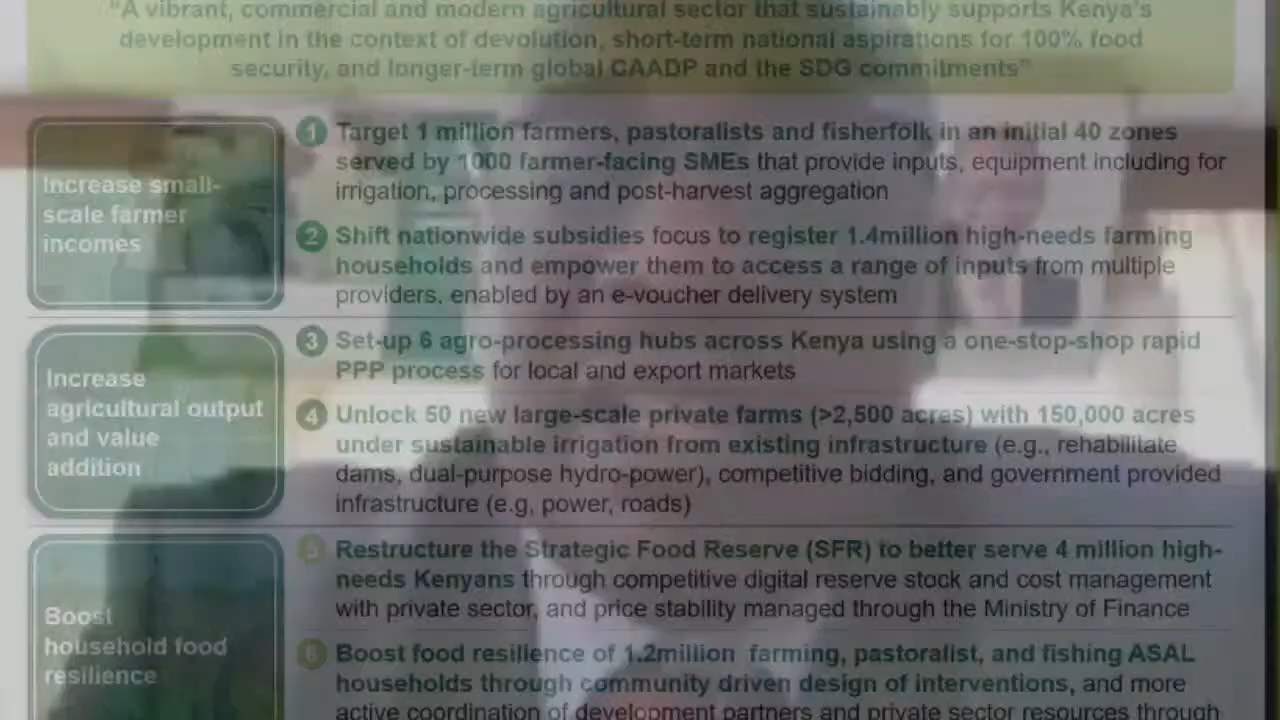 "A vibrant, commercial and modern agricultural sector that sustainably supports Kenya's
development in the context of devolution, short-term national aspirations for 100% food
security, and longer-term global CAADP and the SDG commitments"
Increase small-
scale farmer
incomes
1 Target 1 million farmers, pastoralists and fisherfolk in an initial 40 zones
served by 1000 farmer-facing SMEs that provide inputs, equipment including for
irrigation, processing and post-harvest aggregation
2 Shift nationwide subsidies focus to register 1.4million high-needs farming
households and empower them to access a range of inputs from multiple
providers, enabled by an e-voucher delivery system
Increase
agricultural output
and value
addition
3 Set-up 6 agro-processing hubs across Kenya using a one-stop-shop rapid
PPP process for local and export markets
4 Unlock 50 new large-scale private farms (>2,500 acres) with 150,000 acres
under sustainable irrigation from existing infrastructure (e.g., rehabilitate
dams, dual-purpose hydro-power), competitive bidding, and government provided
infrastructure (e.g, power, roads)
Boost
household food
resilience
5 Restructure the Strategic Food Reserve (SFR) to better serve 4 million high-
needs Kenyans through competitive digital reserve stock and cost management
with private sector, and price stability managed through the Ministry of Finance
6 Boost food resilience of 1.2million farming, pastoralist, and fishing ASAL
households through community driven design of interventions, and more
active coordination of development partners and private sector resources through